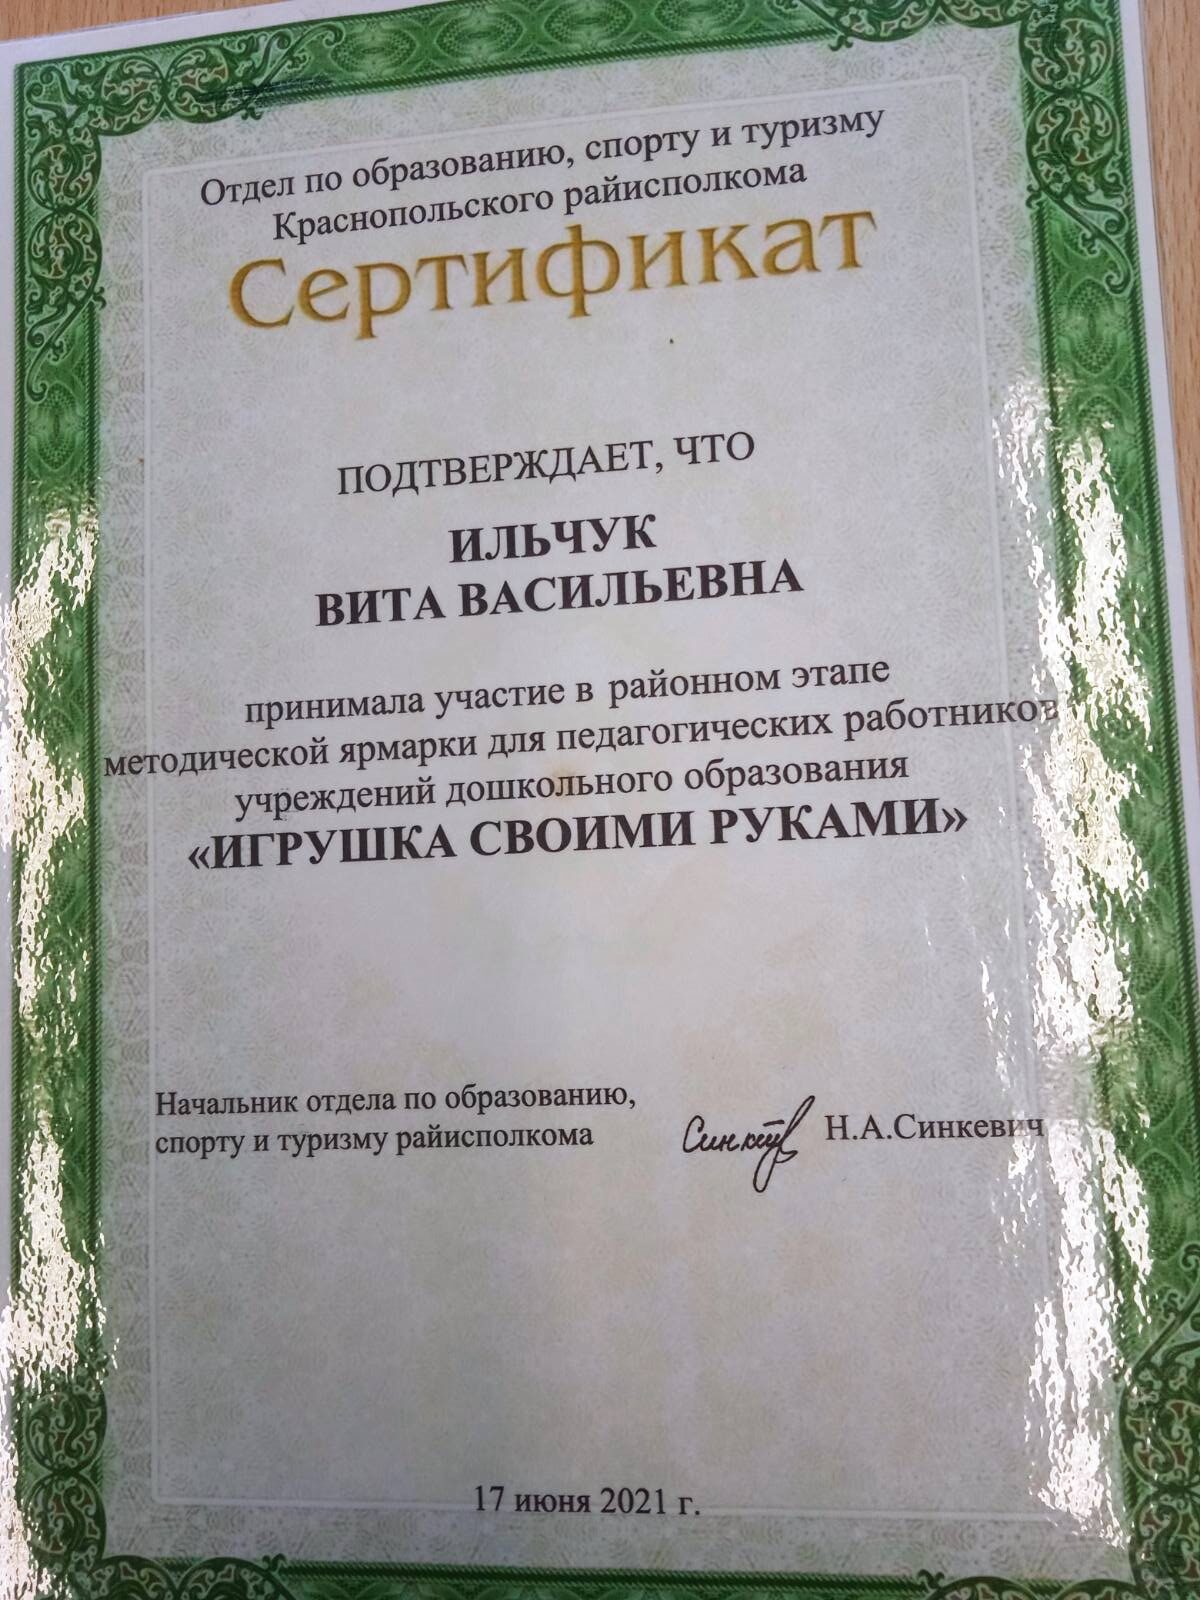 Отдел по образованию, спорту и туризму
Краснопольского райисполкома
Сертификат
ПОДТВЕРЖДАЕТ, ЧТО
ИЛЬЧУК
ВИТА ВАСИЛЬЕВНА
принимала участие в районном этапе
методической ярмарки для педагогических работников
учреждений дошкольного образования
«ИГРУШКА СВОИМИ РУКАМИ»
Начальник отдела по образованию,
спорту и туризму райисполкома
Н.А.Синкевич
17 июня 2021 г.